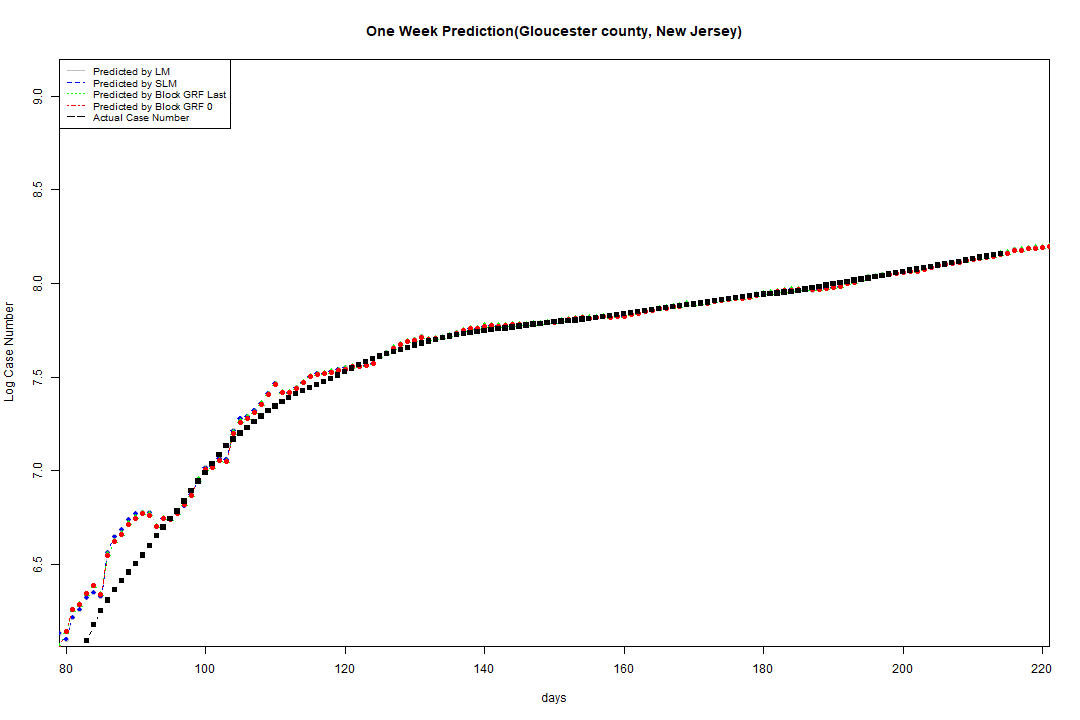 One Week Prediction(Gloucester county, New Jersey)
Predicted by LM
Predicted by SLM
Predicted by Block GRF Last
Predicted by Block GRF 0
Actual Case Number
9.0
8.5
8.0
7.5
7.0
6.5
Log Case Number
80 100 120 140 160 180 200 220
days